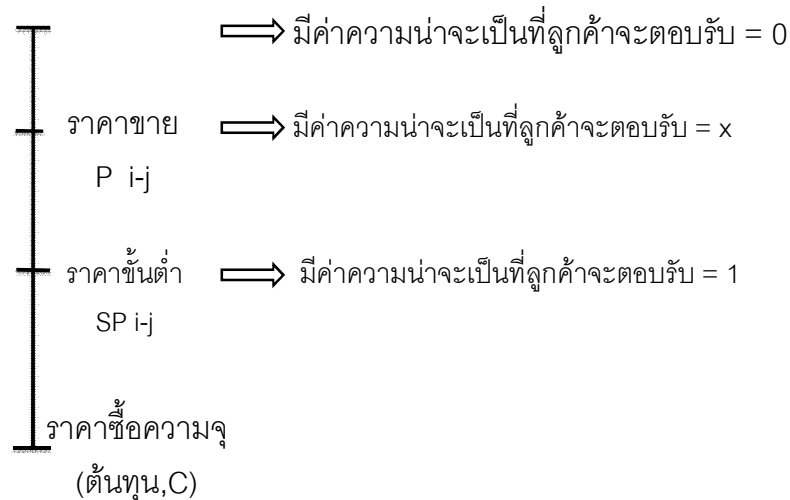 มีค่าความน่าจะเป็นที่ลูกค้าจะตอบรับ = 0
ราคาขาย
มีค่าความน่าจะเป็นที่ลูกค้าจะตอบรับ = x
P i-j
ราคาขั้นต่ำ
มีค่าความน่าจะเป็นที่ลูกค้าจะตอบรับ = 1
SP i-j
ราคาซื้อความจุ
(ต้นทุน,C)